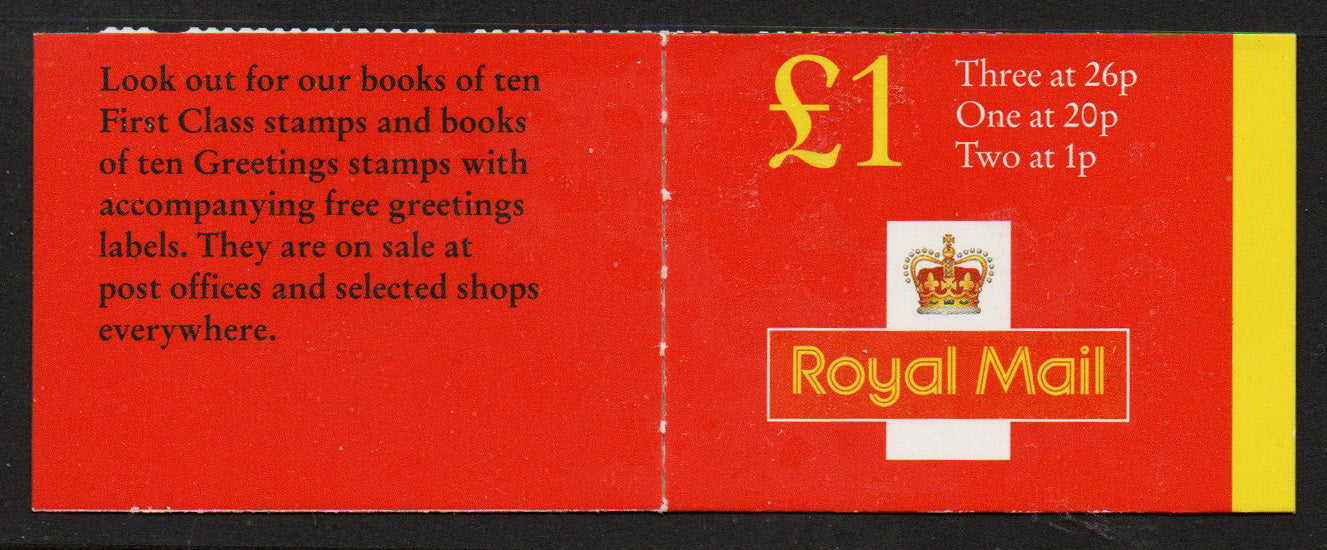 Look out for our books of ten
First Class stamps and books
of ten Greetings stamps with
accompanying free greetings
labels. They are on sale at
post offices and selected shops
everywhere.
£1
Three at 26p
One at 20p
Two at 1p
Royal Mail